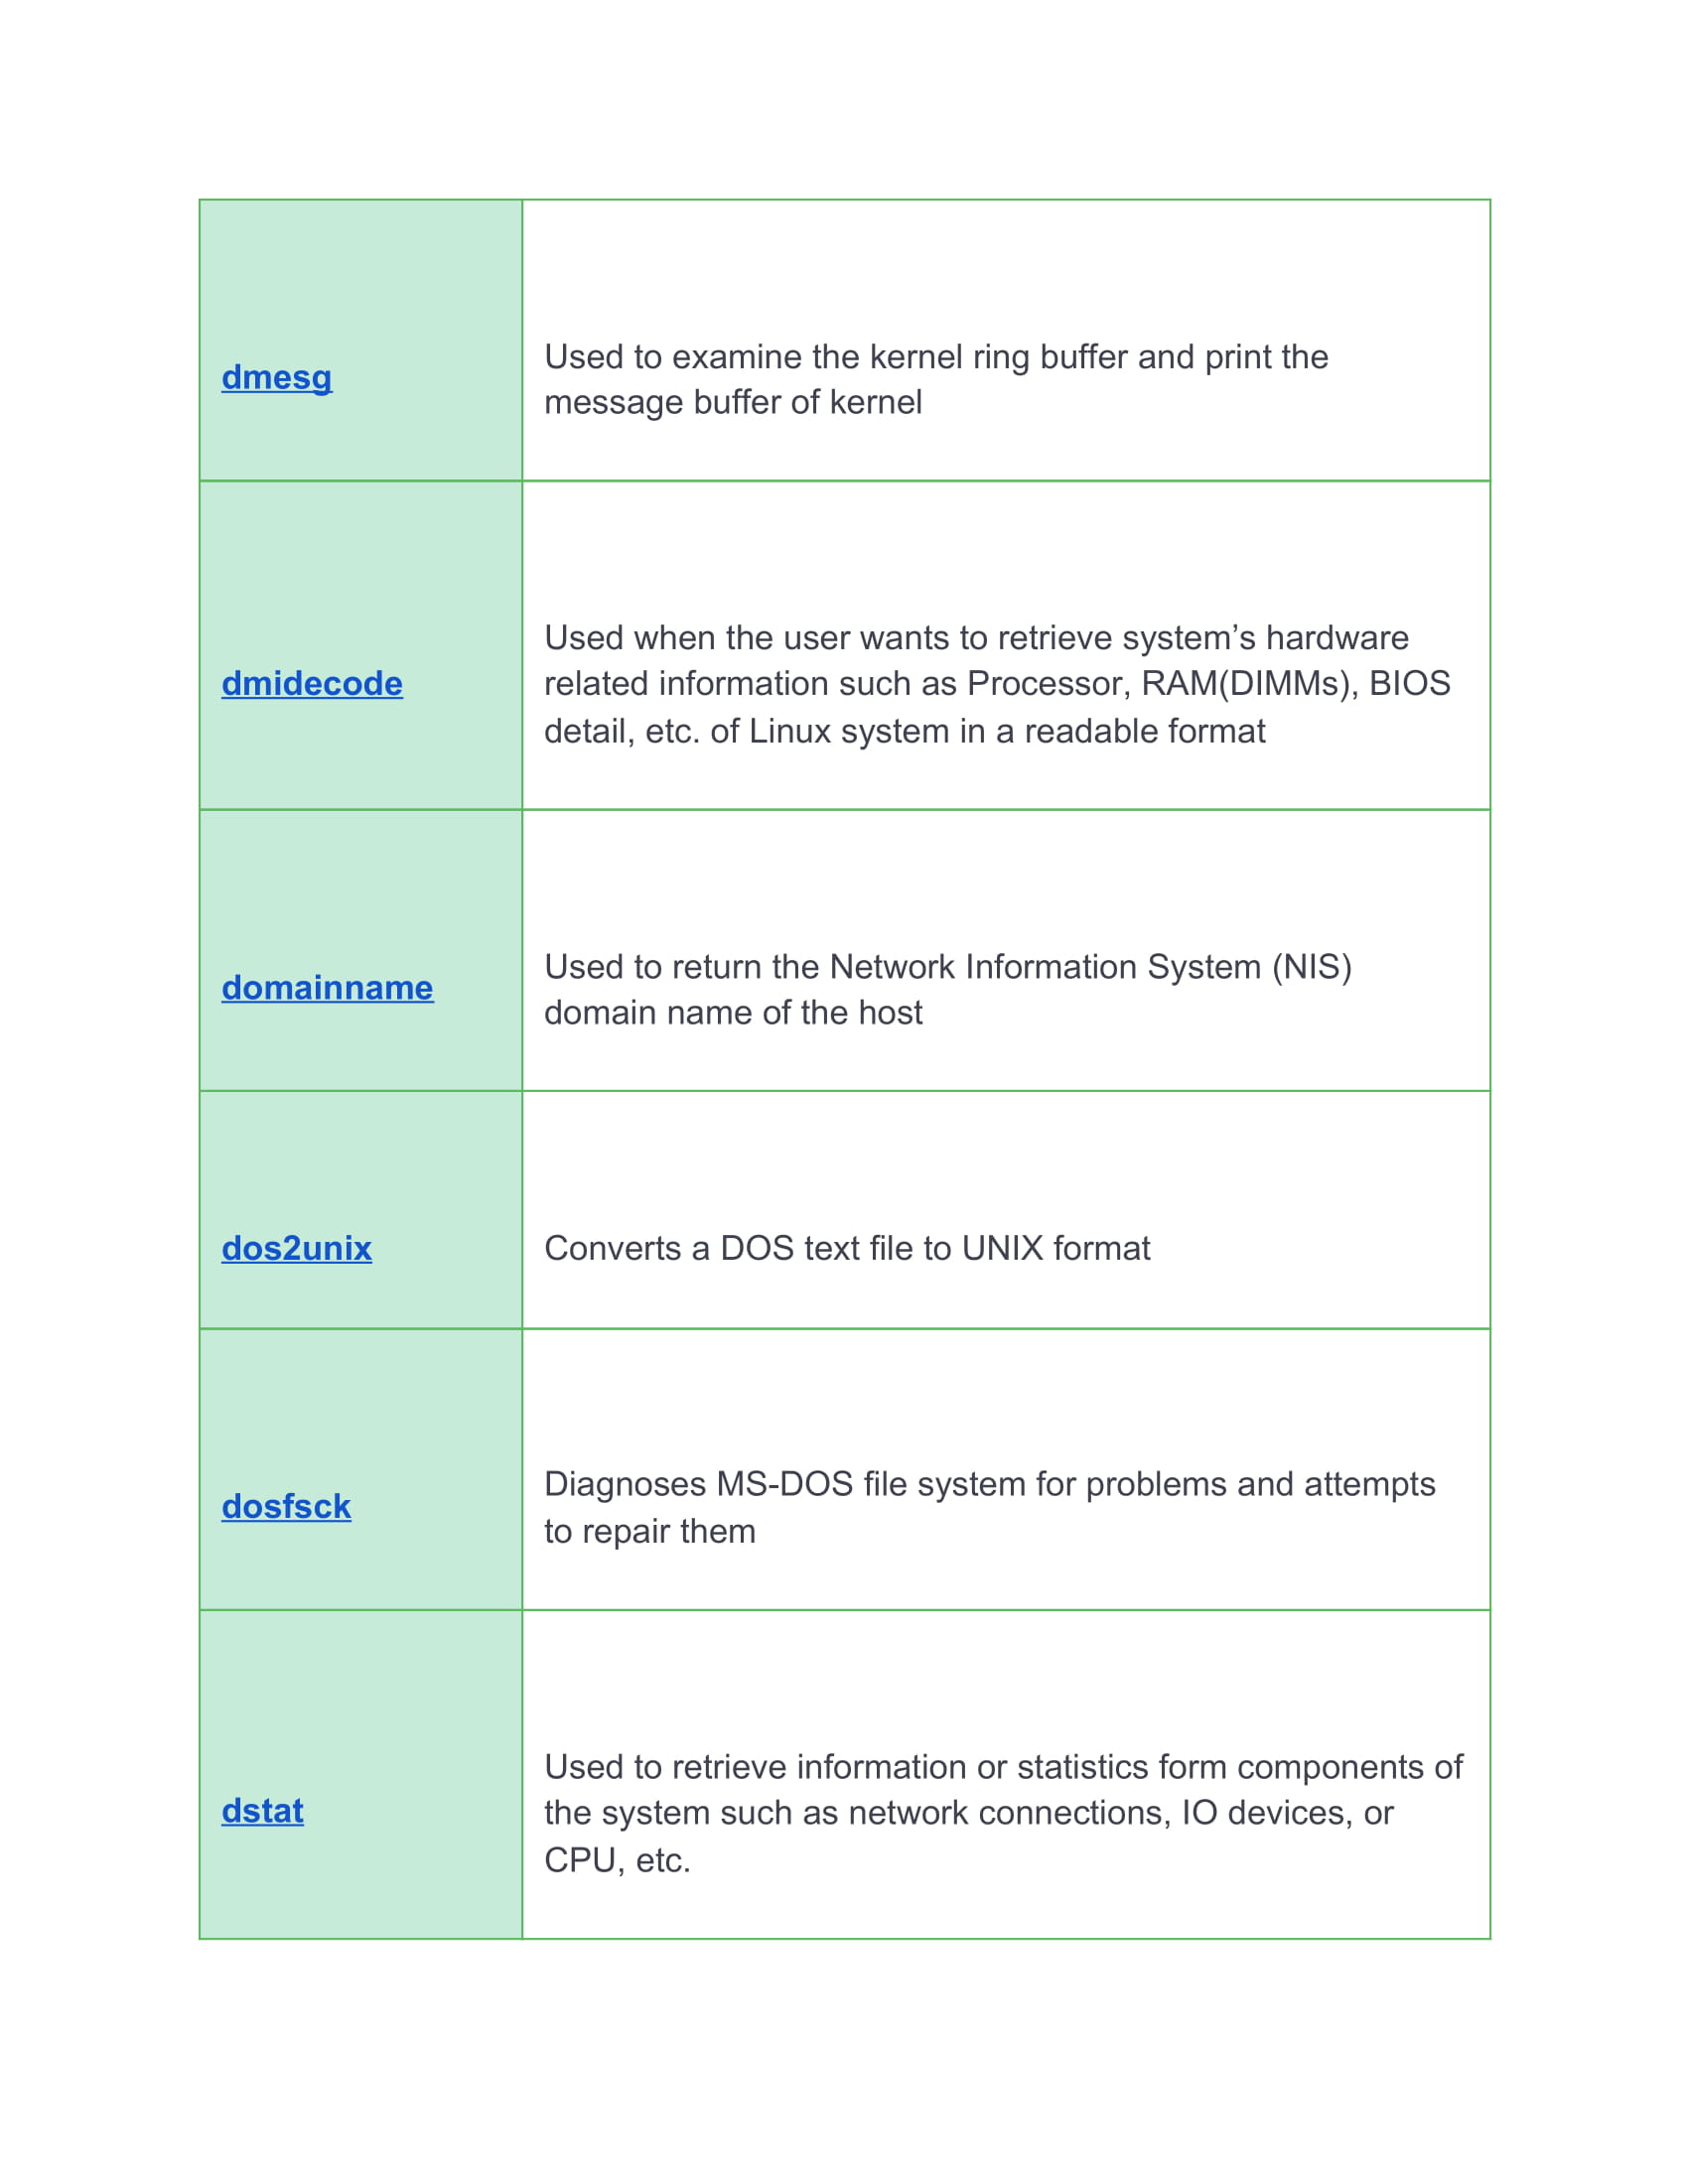 dmesg
Used to examine the kernel ring buffer and print the
message buffer of kernel
dmidecode
Used when the user wants to retrieve system’s hardware
related information such as Processor, RAM(DIMMs), BIOS
detail, etc. of Linux system in a readable format
domainname
Used to return the Network Information System (NIS)
domain name of the host
dos2unix
Converts a DOS text file to UNIX format
dosfsck
Diagnoses MS-DOS file system for problems and attempts
to repair them
dstat
Used to retrieve information or statistics form components of
the system such as network connections, IO devices, or
CPU, etc.